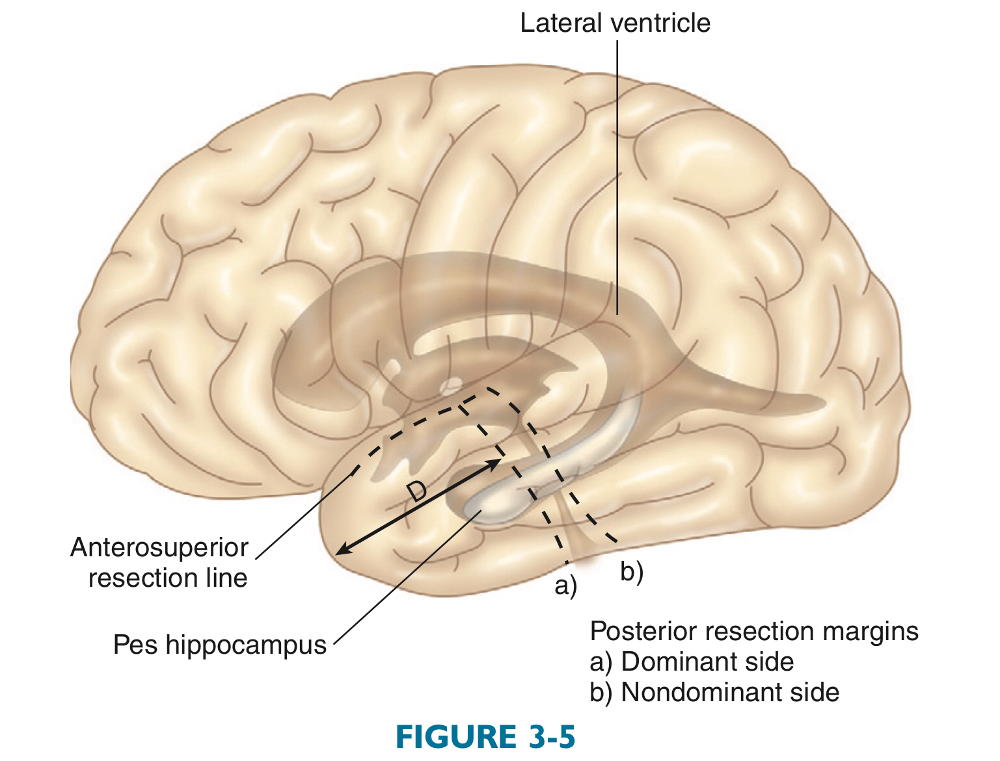 Lateral ventricle
D
Anterosuperior
resection line
a)
b)
Pes hippocampus
Posterior resection margins
a) Dominant side
b) Nondominant side
FIGURE 3-5